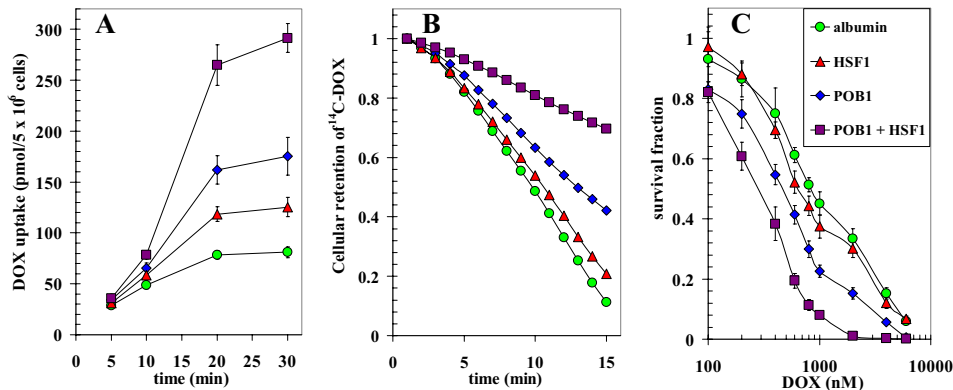 A
DOX uptake (pmol/5 x 10⁶ cells)
300
250
200
150
100
50
0
0 5 10 15 20 25 30
time (min)
B
Cellular retention of ¹⁴C-DOX
1
0.8
0.6
0.4
0.2
0
0 5 10 15
time (min)
C
survival fraction
1
0.8
0.6
0.4
0.2
0
100 1000 10000
DOX (nM)
albumin
HSF1
POB1
POB1 + HSF1